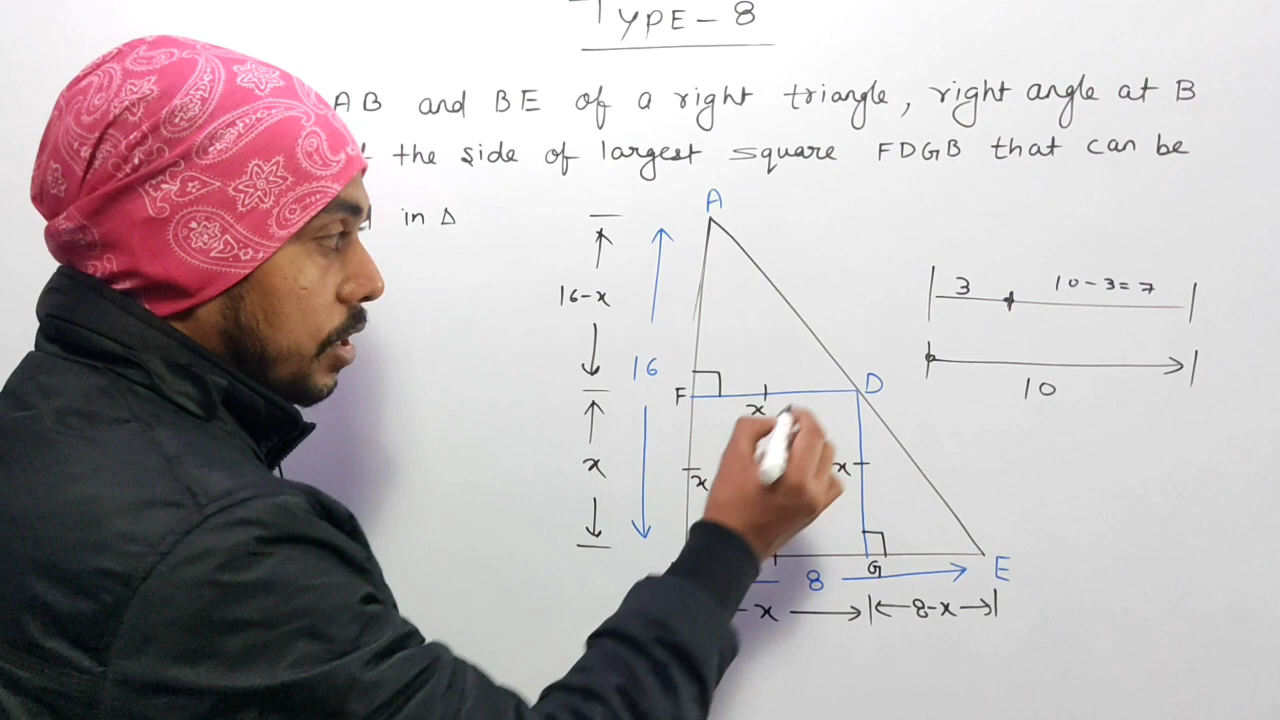 TYPE - 8
AB and BE of a right triangle, right angle at B
the side of largest square FDGB that can be
in Δ
A
16-x
3
10-3=7
16
10
F
D
x
x
x
x
G
E
8
x
8-x